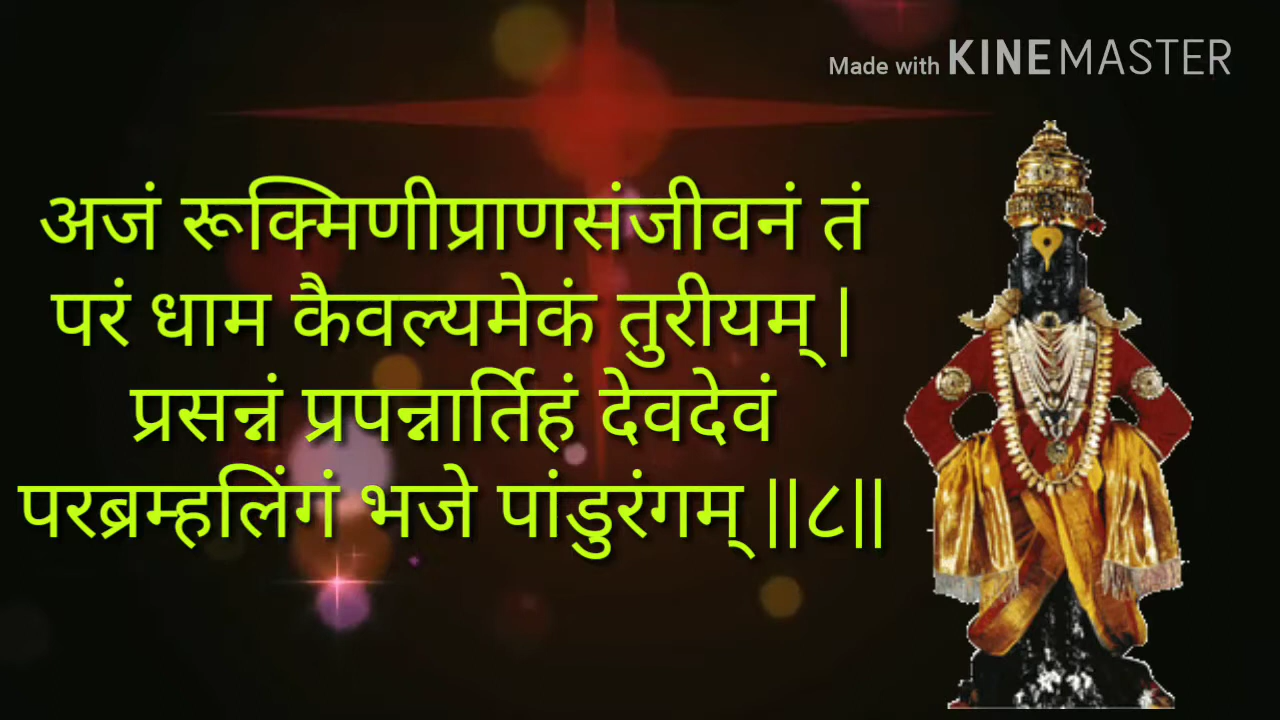 Made with KINEMASTER
अजं रूक्मिणीप्राणसंजीवनं तं
परं धाम कैवल्यमेकं तुरीयम् |
प्रसन्नं प्रपन्नार्तिहं देवदेवं
परब्रम्हलिंगं भजे पांडुरंगम् ||८||